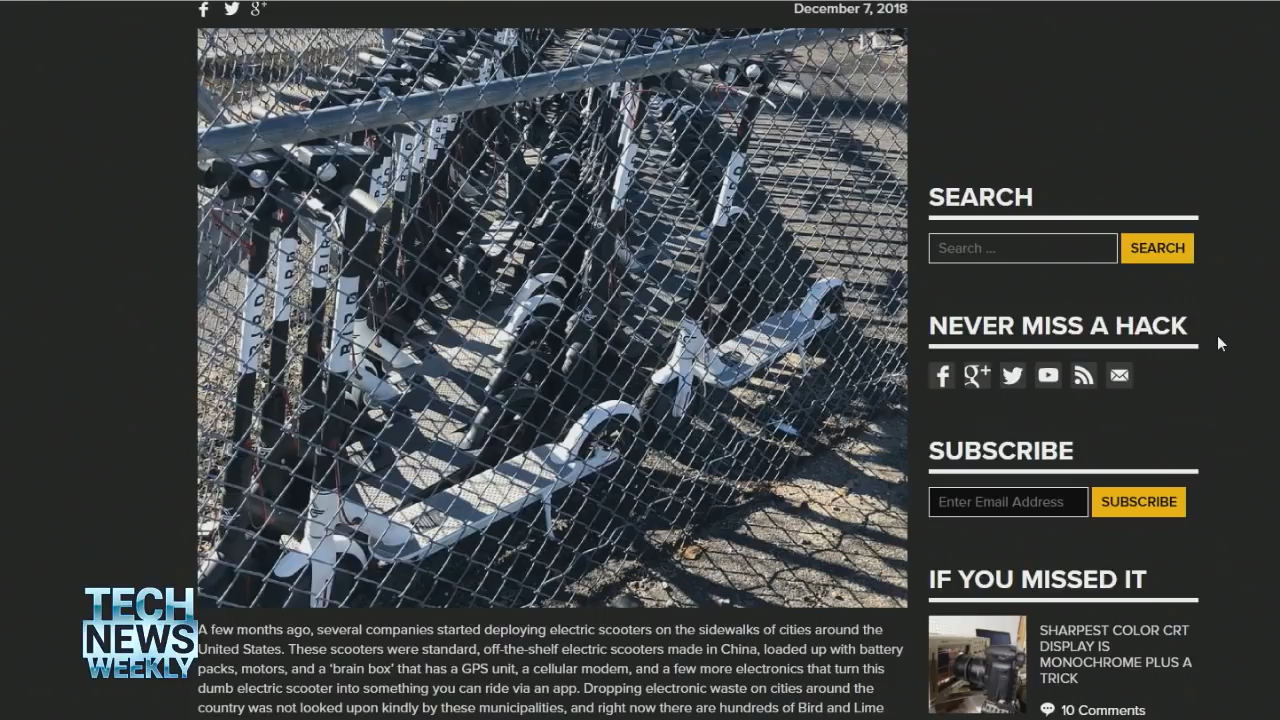 December 7, 2018
BIRD
BIRD
BIRD
BIRD
BIRD
SEARCH
Search ...
SEARCH
NEVER MISS A HACK
SUBSCRIBE
Enter Email Address
SUBSCRIBE
IF YOU MISSED IT
SHARPEST COLOR CRT
DISPLAY IS
MONOCHROME PLUS A
TRICK
10 Comments
TECH
NEWS
WEEKLY
A few months ago, several companies started deploying electric scooters on the sidewalks of cities around the
United States. These scooters were standard, off-the-shelf electric scooters made in China, loaded up with battery
packs, motors, and a ‘brain box’ that has a GPS unit, a cellular modem, and a few more electronics that turn this
dumb electric scooter into something you can ride via an app. Dropping electronic waste on cities around the
country was not looked upon kindly by these municipalities, and right now there are hundreds of Bird and Lime